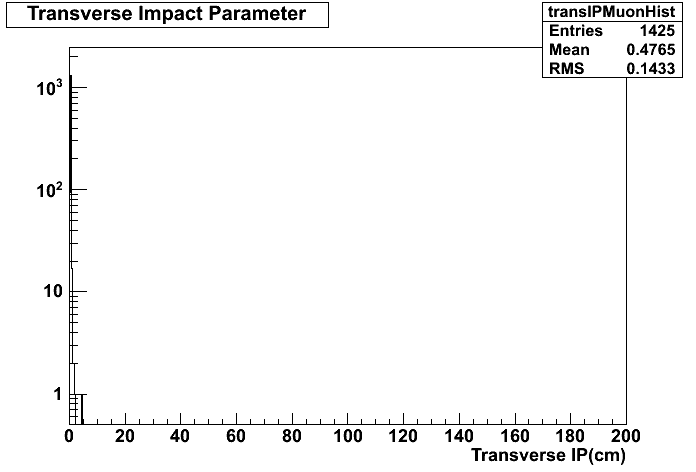 Transverse Impact Parameter
transIPMuonHist
Entries 1425
Mean 0.4765
RMS 0.1433
10³
10²
10
1
0 20 40 60 80 100 120 140 160 180 200
Transverse IP(cm)